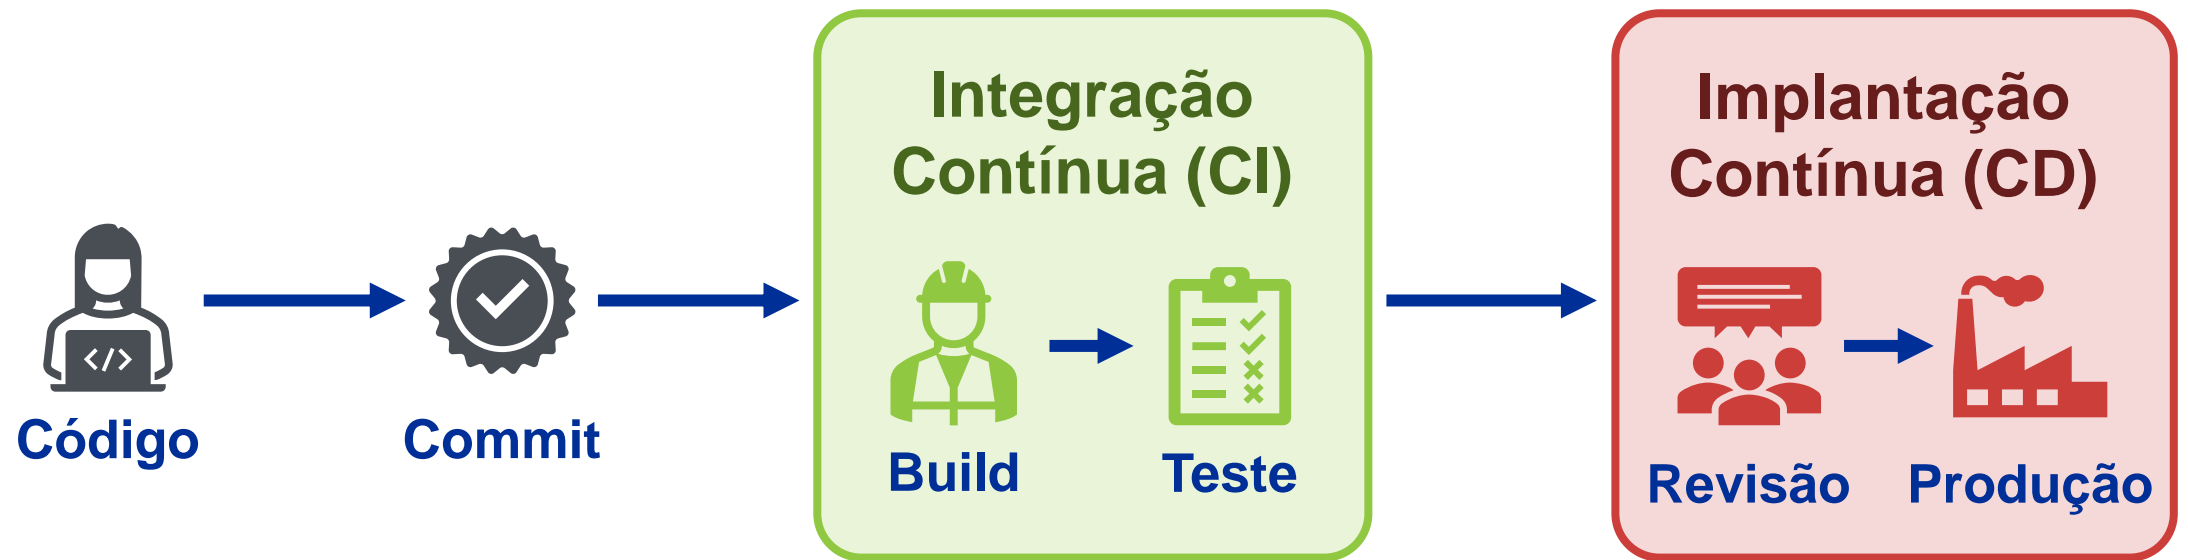 Integração
Contínua (CI)
Implantação
Contínua (CD)
</>
Código
Commit
Build
Teste
Revisão
Produção